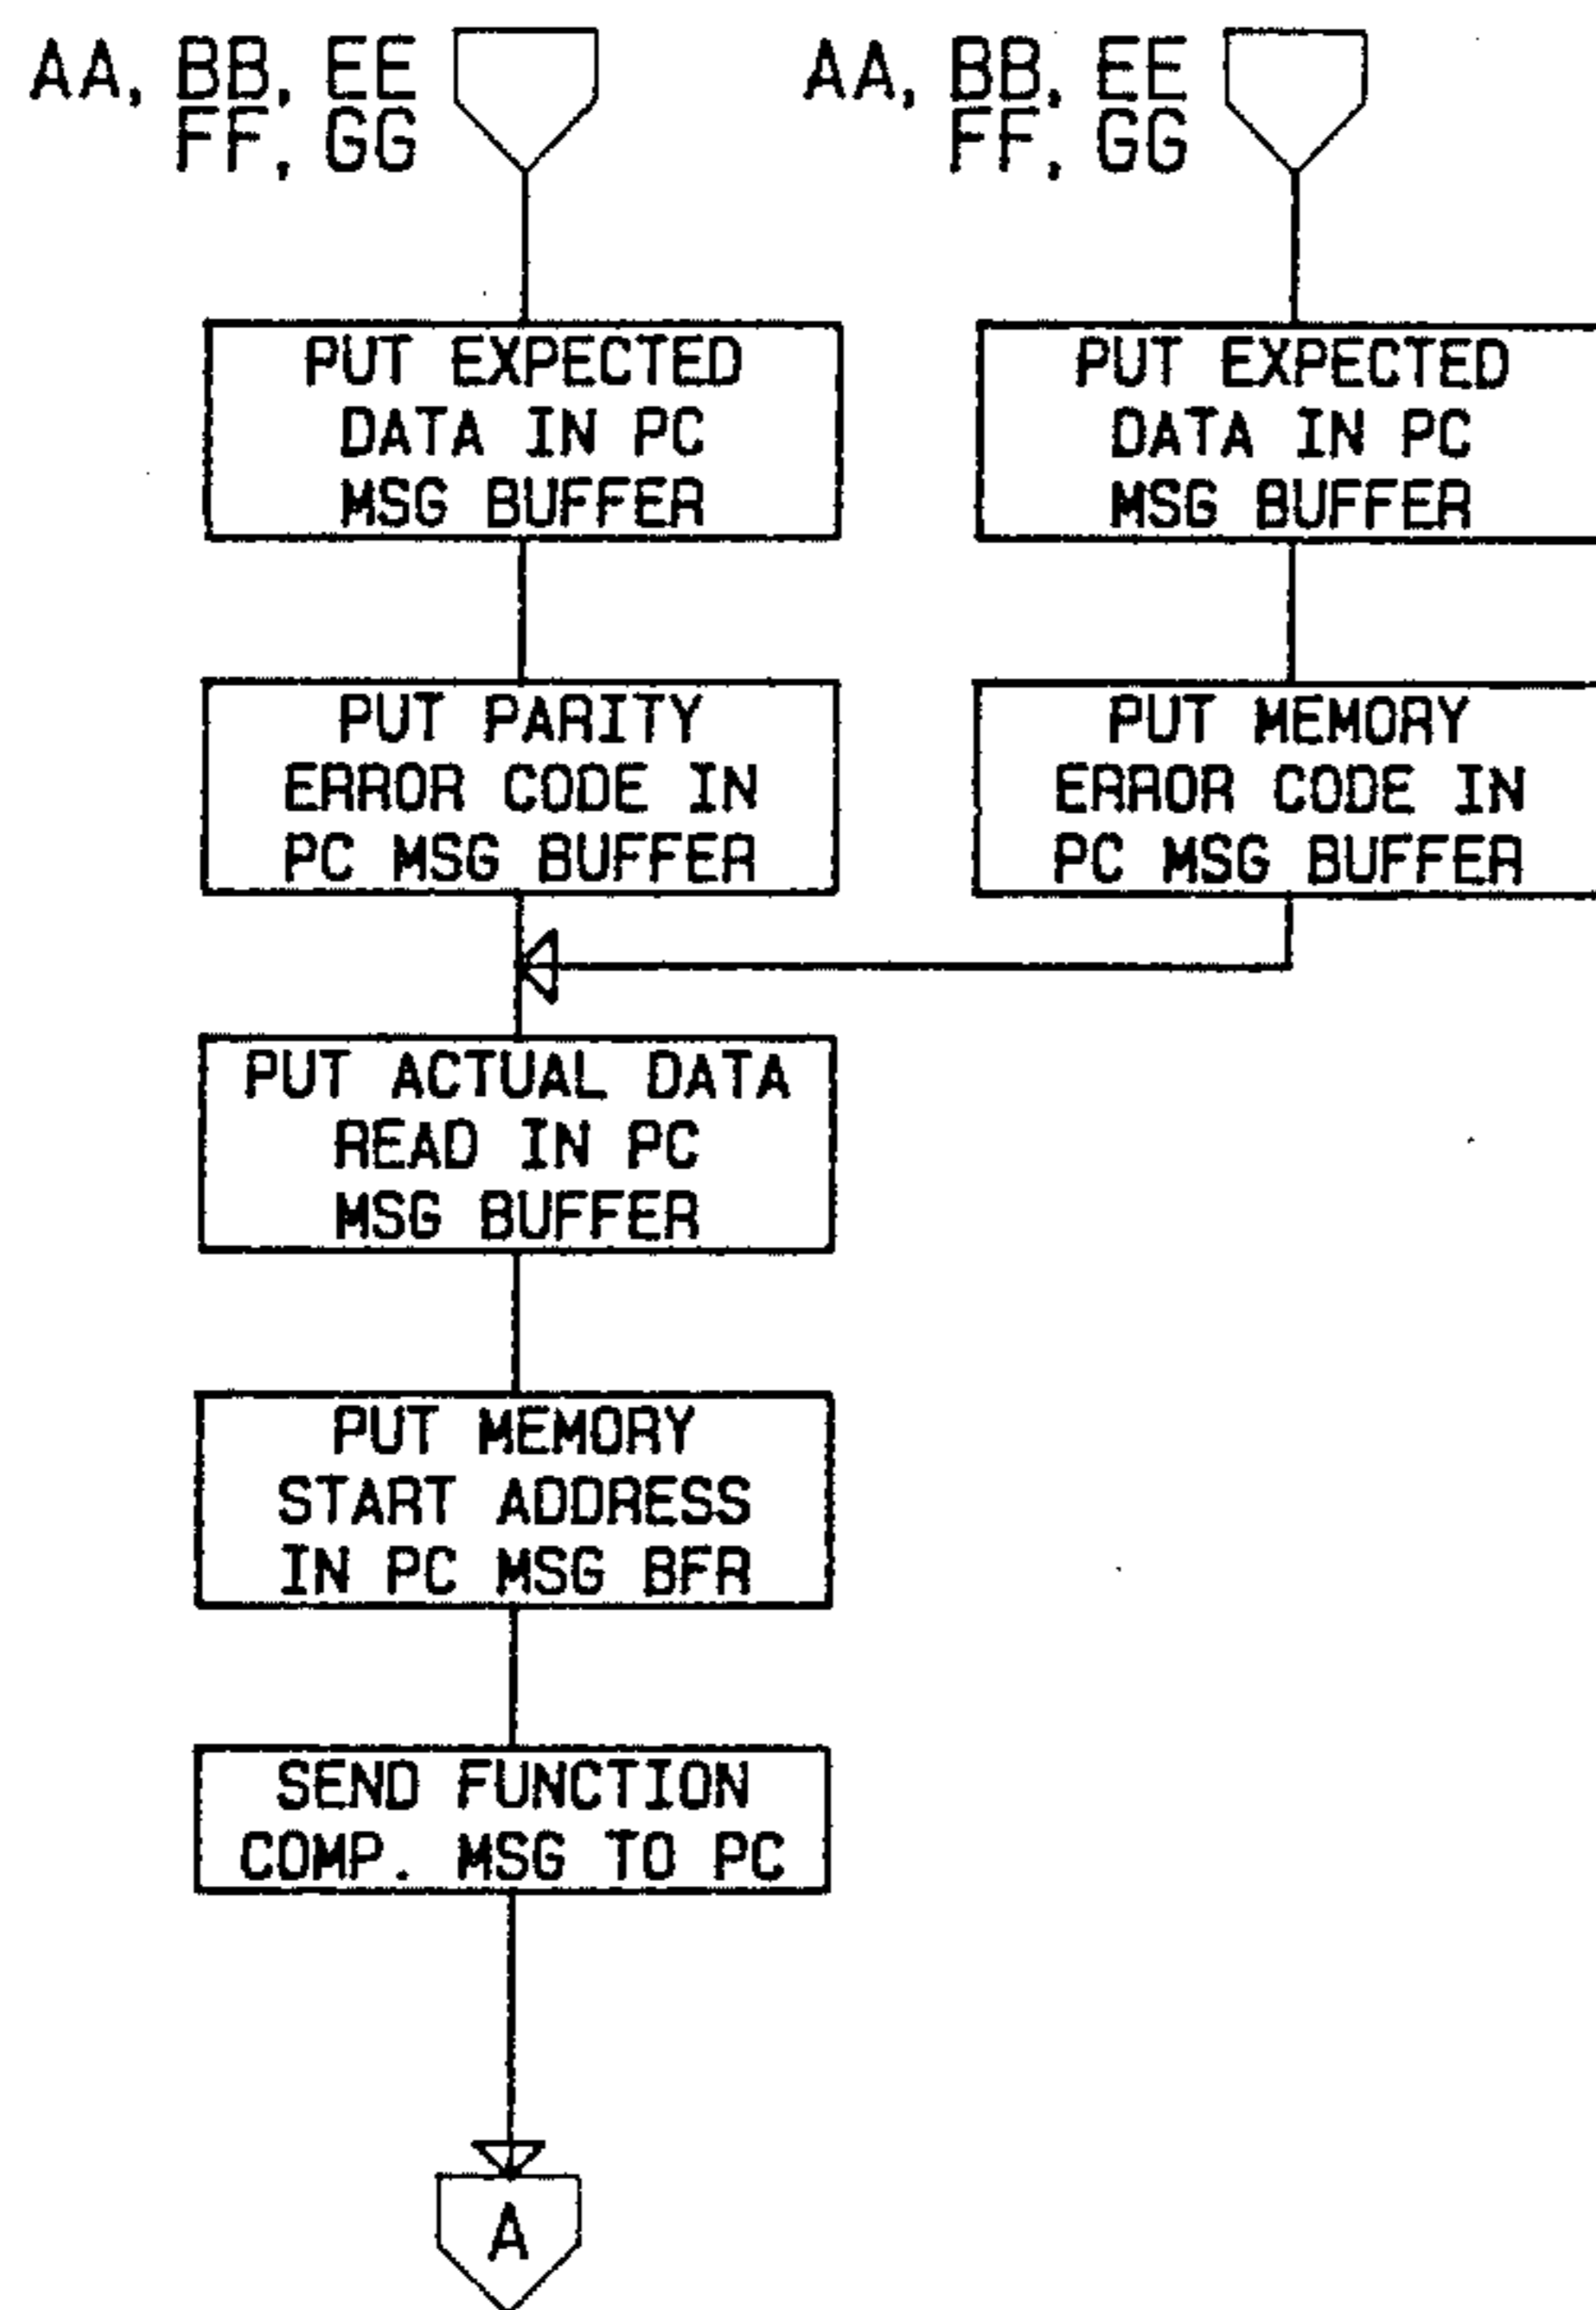 AA, BB, EE
FF, GG
AA, BB, EE
FF, GG
PUT EXPECTED
DATA IN PC
MSG BUFFER
PUT EXPECTED
DATA IN PC
MSG BUFFER
PUT PARITY
ERROR CODE IN
PC MSG BUFFER
PUT MEMORY
ERROR CODE IN
PC MSG BUFFER
PUT ACTUAL DATA
READ IN PC
MSG BUFFER
PUT MEMORY
START ADDRESS
IN PC MSG BFR
SEND FUNCTION
COMP. MSG TO PC
A